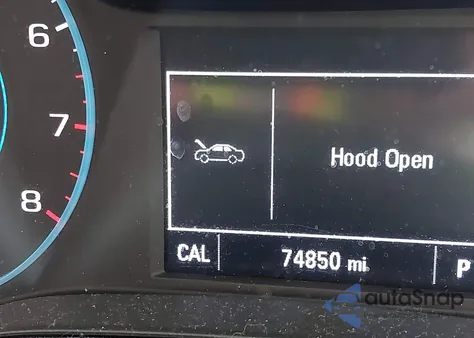 6
7
8
Hood Open
CAL 74850 mi P
autoSnap